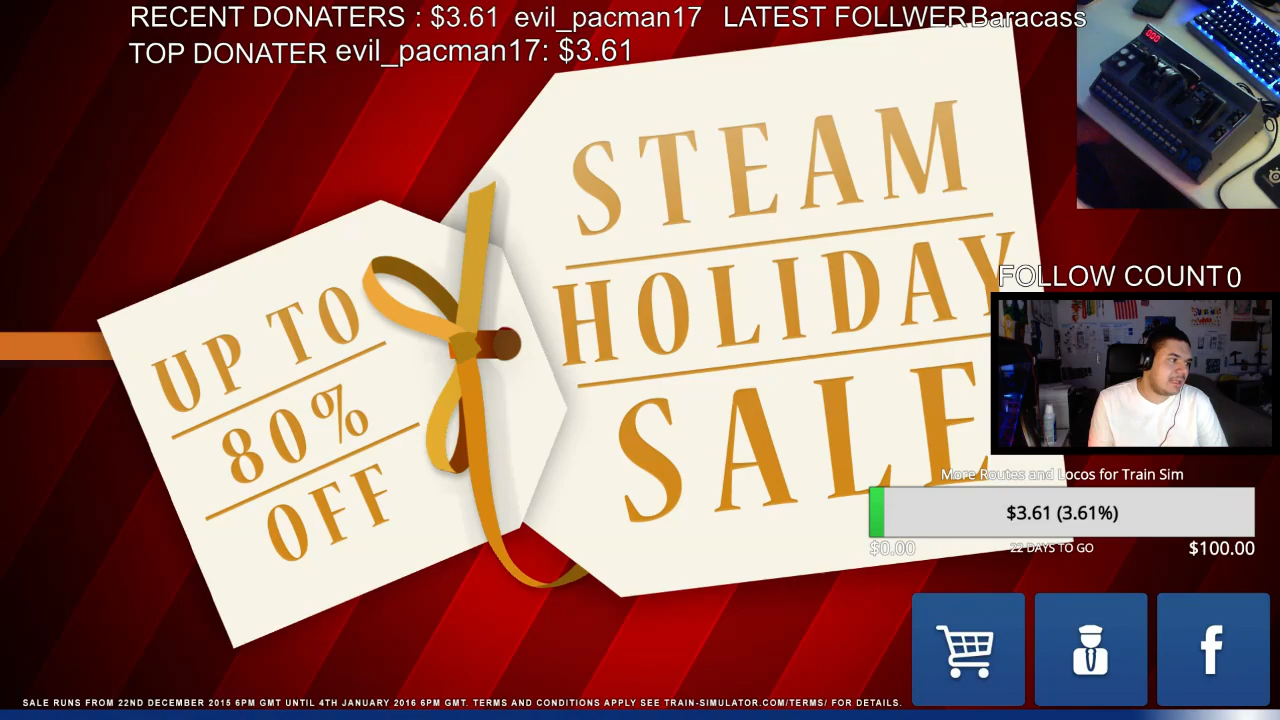 RECENT DONATERS : $3.61 evil_pacman17 LATEST FOLLWER Baracass
TOP DONATER evil_pacman17: $3.61
STEAM
HOLIDAY
SALE
UP TO
80%
OFF
FOLLOW COUNT 0
More Routes and Locos for Train Sim
$3.61 (3.61%)
$0.00 22 DAYS TO GO $100.00
f
SALE RUNS FROM 22ND DECEMBER 2015 6PM GMT UNTIL 4TH JANUARY 2016 6PM GMT. TERMS AND CONDITIONS APPLY SEE TRAIN-SIMULATOR.COM/TERMS/ FOR DETAILS.
000